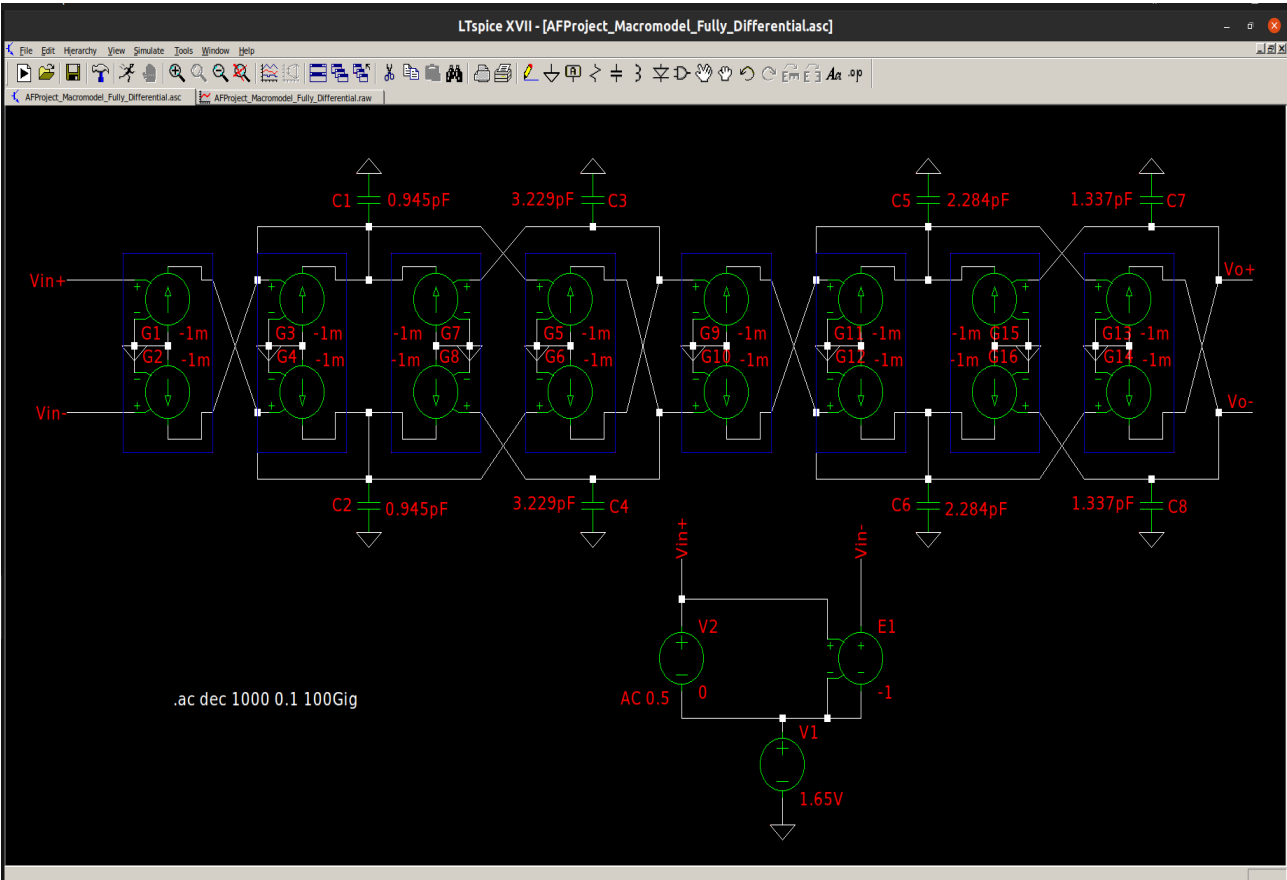 LTspice XVII - [AFProject_Macromodel_Fully_Differential.asc]
File Edit Hierarchy View Simulate Tools Window Help
AFProject_Macromodel_Fully_Differential.asc AFProject_Macromodel_Fully_Differential.raw
C1 0.945pF 3.229pF C3 C5 2.284pF 1.337pF C7
Vin+ Vo+
G1 -1m G3 -1m -1m G7 G5 -1m G9 -1m G11 -1m -1m G15 G13 -1m
G2 -1m G4 -1m -1m G8 G6 -1m G10 -1m G12 -1m -1m G16 G14 -1m
Vin- Vo-
C2 0.945pF 3.229pF C4 C6 2.284pF 1.337pF C8
Vin+ Vin-
V2 E1
AC 0.5 0 -1
.ac dec 1000 0.1 100Gig
V1
1.65V